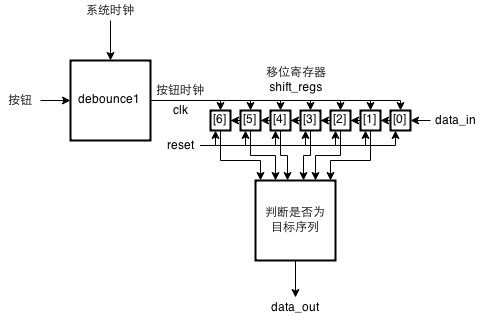 系统时钟
按钮
debounce1
按钮时钟
clk
移位寄存器
shift_regs
[6] [5] [4] [3] [2] [1] [0]
data_in
reset
判断是否为
目标序列
data_out